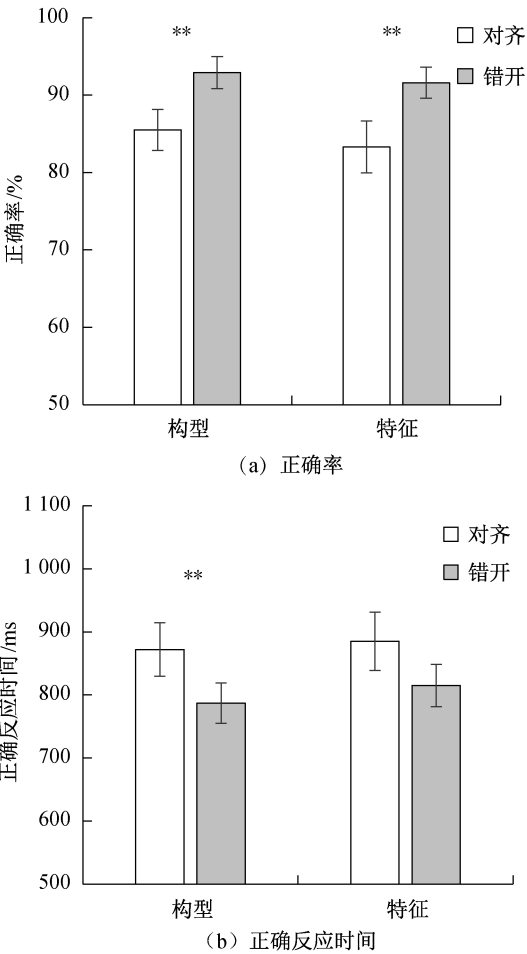 100
90
80
70
60
50
正确率/%
**
**
对齐
错开
构型
特征
(a) 正确率
1 100
1 000
900
800
700
600
500
正确反应时间/ms
**
对齐
错开
构型
特征
(b) 正确反应时间